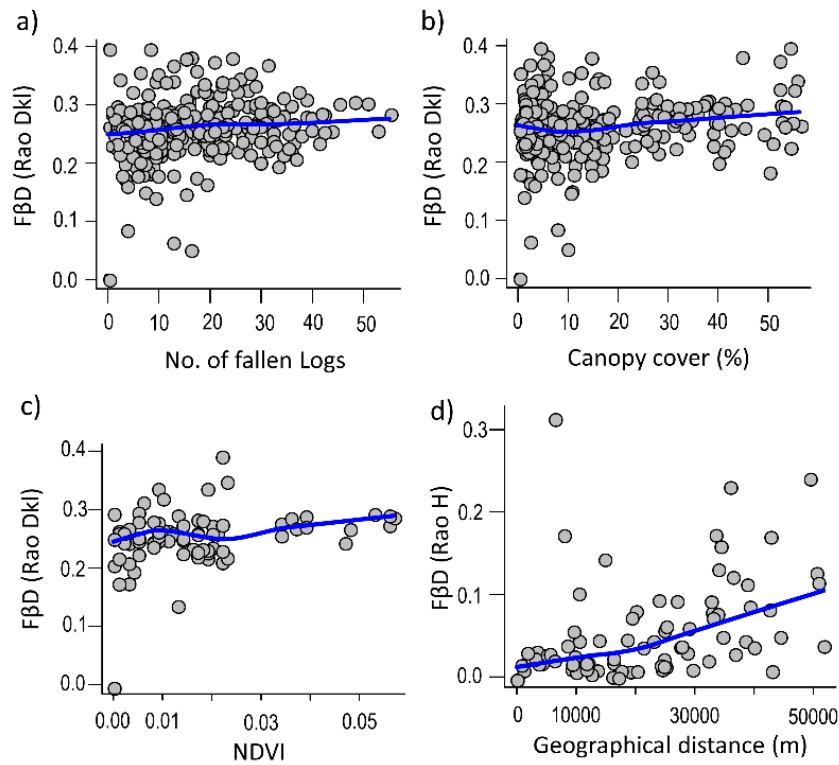 a)
0.4
0.3
0.2
0.1
0.0
FβD (Rao Dkl)
0 10 20 30 40 50
No. of fallen Logs
b)
0.4
0.3
0.2
0.1
0.0
FβD (Rao Dkl)
0 10 20 30 40 50
Canopy cover (%)
c)
0.4
0.3
0.2
0.1
0.0
FβD (Rao Dkl)
0.00 0.01 0.03 0.05
NDVI
d)
0.3
0.2
0.1
0.0
FβD (Rao H)
0 10000 30000 50000
Geographical distance (m)